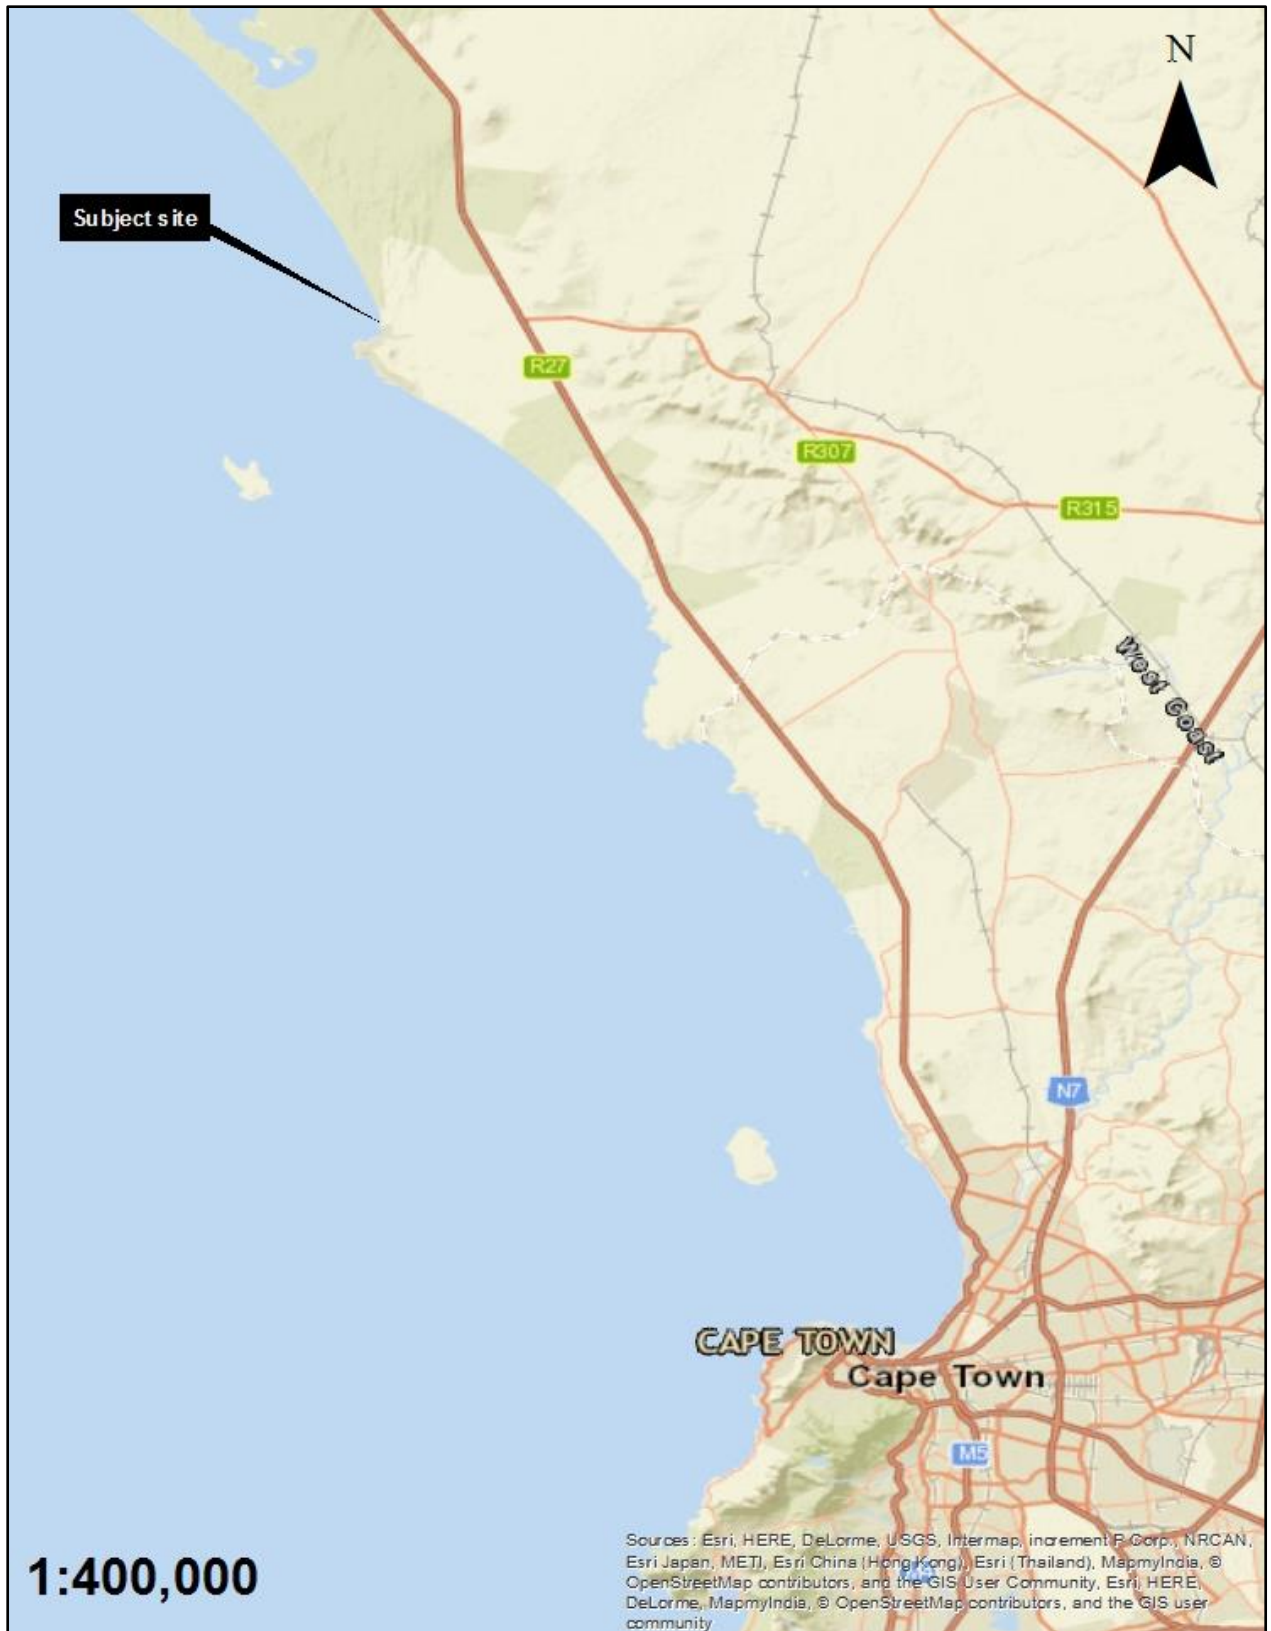 N
Subject site
R27
R307
R315
West Coast
N7
CAPE TOWN
Cape Town
M5
Sources: Esri, HERE, DeLorme, USGS, Intermap, increment P Corp., NRCAN,
Esri Japan, METI, Esri China (Hong Kong), Esri (Thailand), MapmyIndia, ©
OpenStreetMap contributors, and the GIS User Community, Esri, HERE,
DeLorme, MapmyIndia, © OpenStreetMap contributors, and the GIS user
community
1:400,000